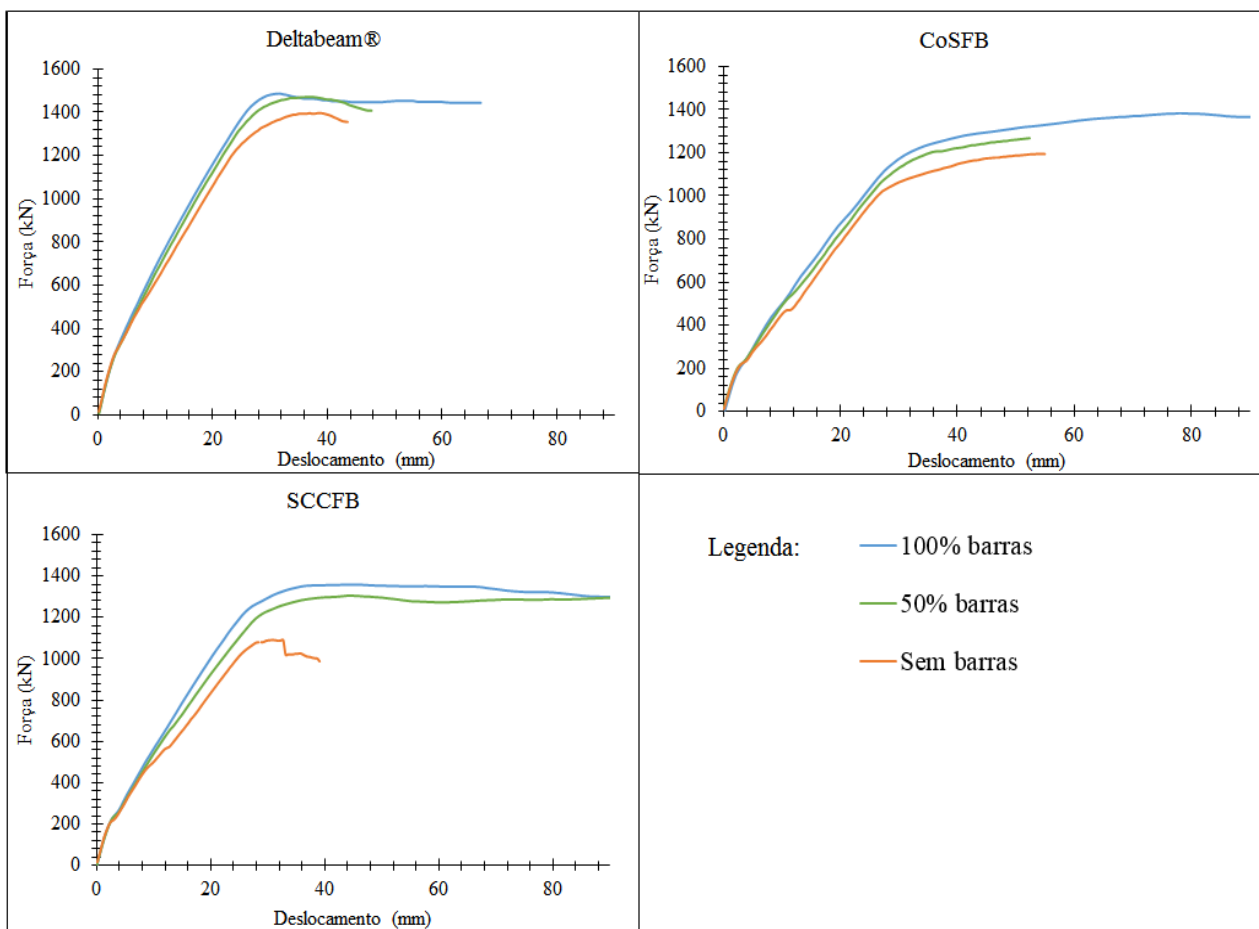 Deltabeam®
1600
1400
1200
1000
800
600
400
200
0
Força (kN)
0 20 40 60 80
Deslocamento (mm)
CoSFB
1600
1400
1200
1000
800
600
400
200
0
Força (kN)
0 20 40 60 80
Deslocamento (mm)
SCCFB
1600
1400
1200
1000
800
600
400
200
0
Força (kN)
0 20 40 60 80
Deslocamento (mm)
Legenda:
100% barras
50% barras
Sem barras